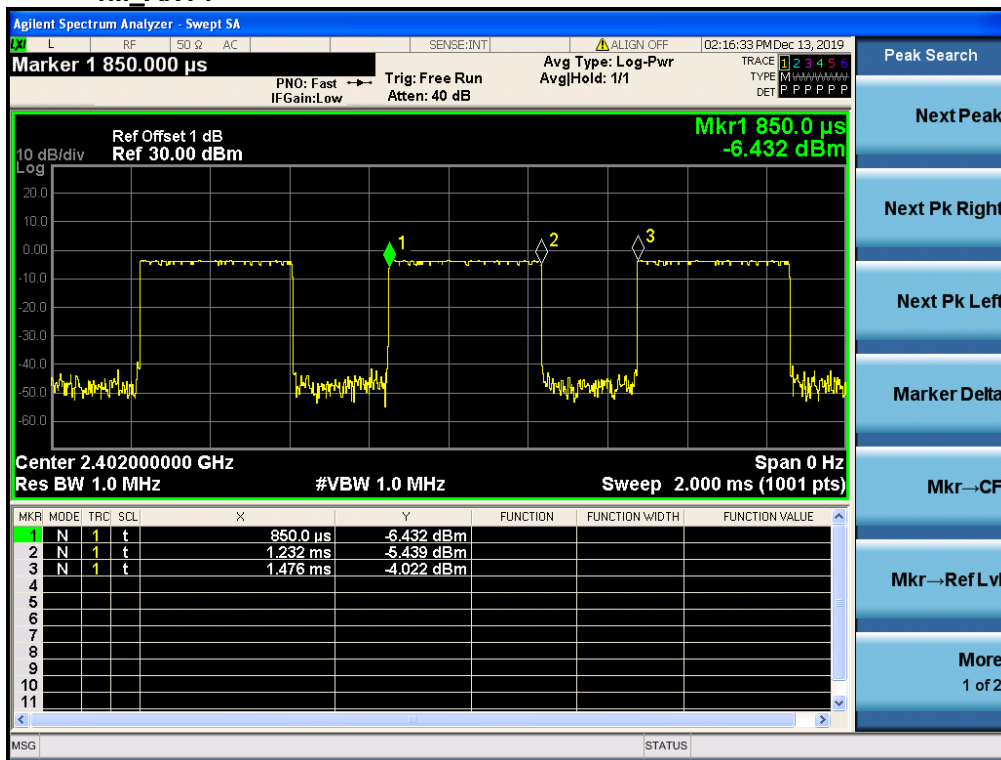 Agilent Spectrum Analyzer - Swept SA
LXI L RF 50 Ω AC SENSE:INT ALIGN OFF 02:16:33 PM Dec 13, 2019
Marker 1 850.000 µs
PNO: Fast
IFGain:Low
Trig: Free Run
Atten: 40 dB
Avg Type: Log-Pwr
Avg|Hold: 1/1
TRACE 1 2 3 4 5 6
TYPE M
DET P P P P P P
Mkr1 850.0 µs
-6.432 dBm
Ref Offset 1 dB
10 dB/div Ref 30.00 dBm
Log
20.0
10.0
0.00
-10.0
-20.0
-30.0
-40.0
-50.0
-60.0
1
2
3
Center 2.402000000 GHz Span 0 Hz
Res BW 1.0 MHz #VBW 1.0 MHz Sweep 2.000 ms (1001 pts)
MKR MODE TRC SCL X Y FUNCTION FUNCTION WIDTH FUNCTION VALUE
1 N 1 t 850.0 µs -6.432 dBm
2 N 1 t 1.232 ms -5.439 dBm
3 N 1 t 1.476 ms -4.022 dBm
4
5
6
7
8
9
10
11
MSG STATUS
Peak Search
Next Peak
Next Pk Right
Next Pk Left
Marker Delta
Mkr→CF
Mkr→Ref Lvl
More
1 of 2